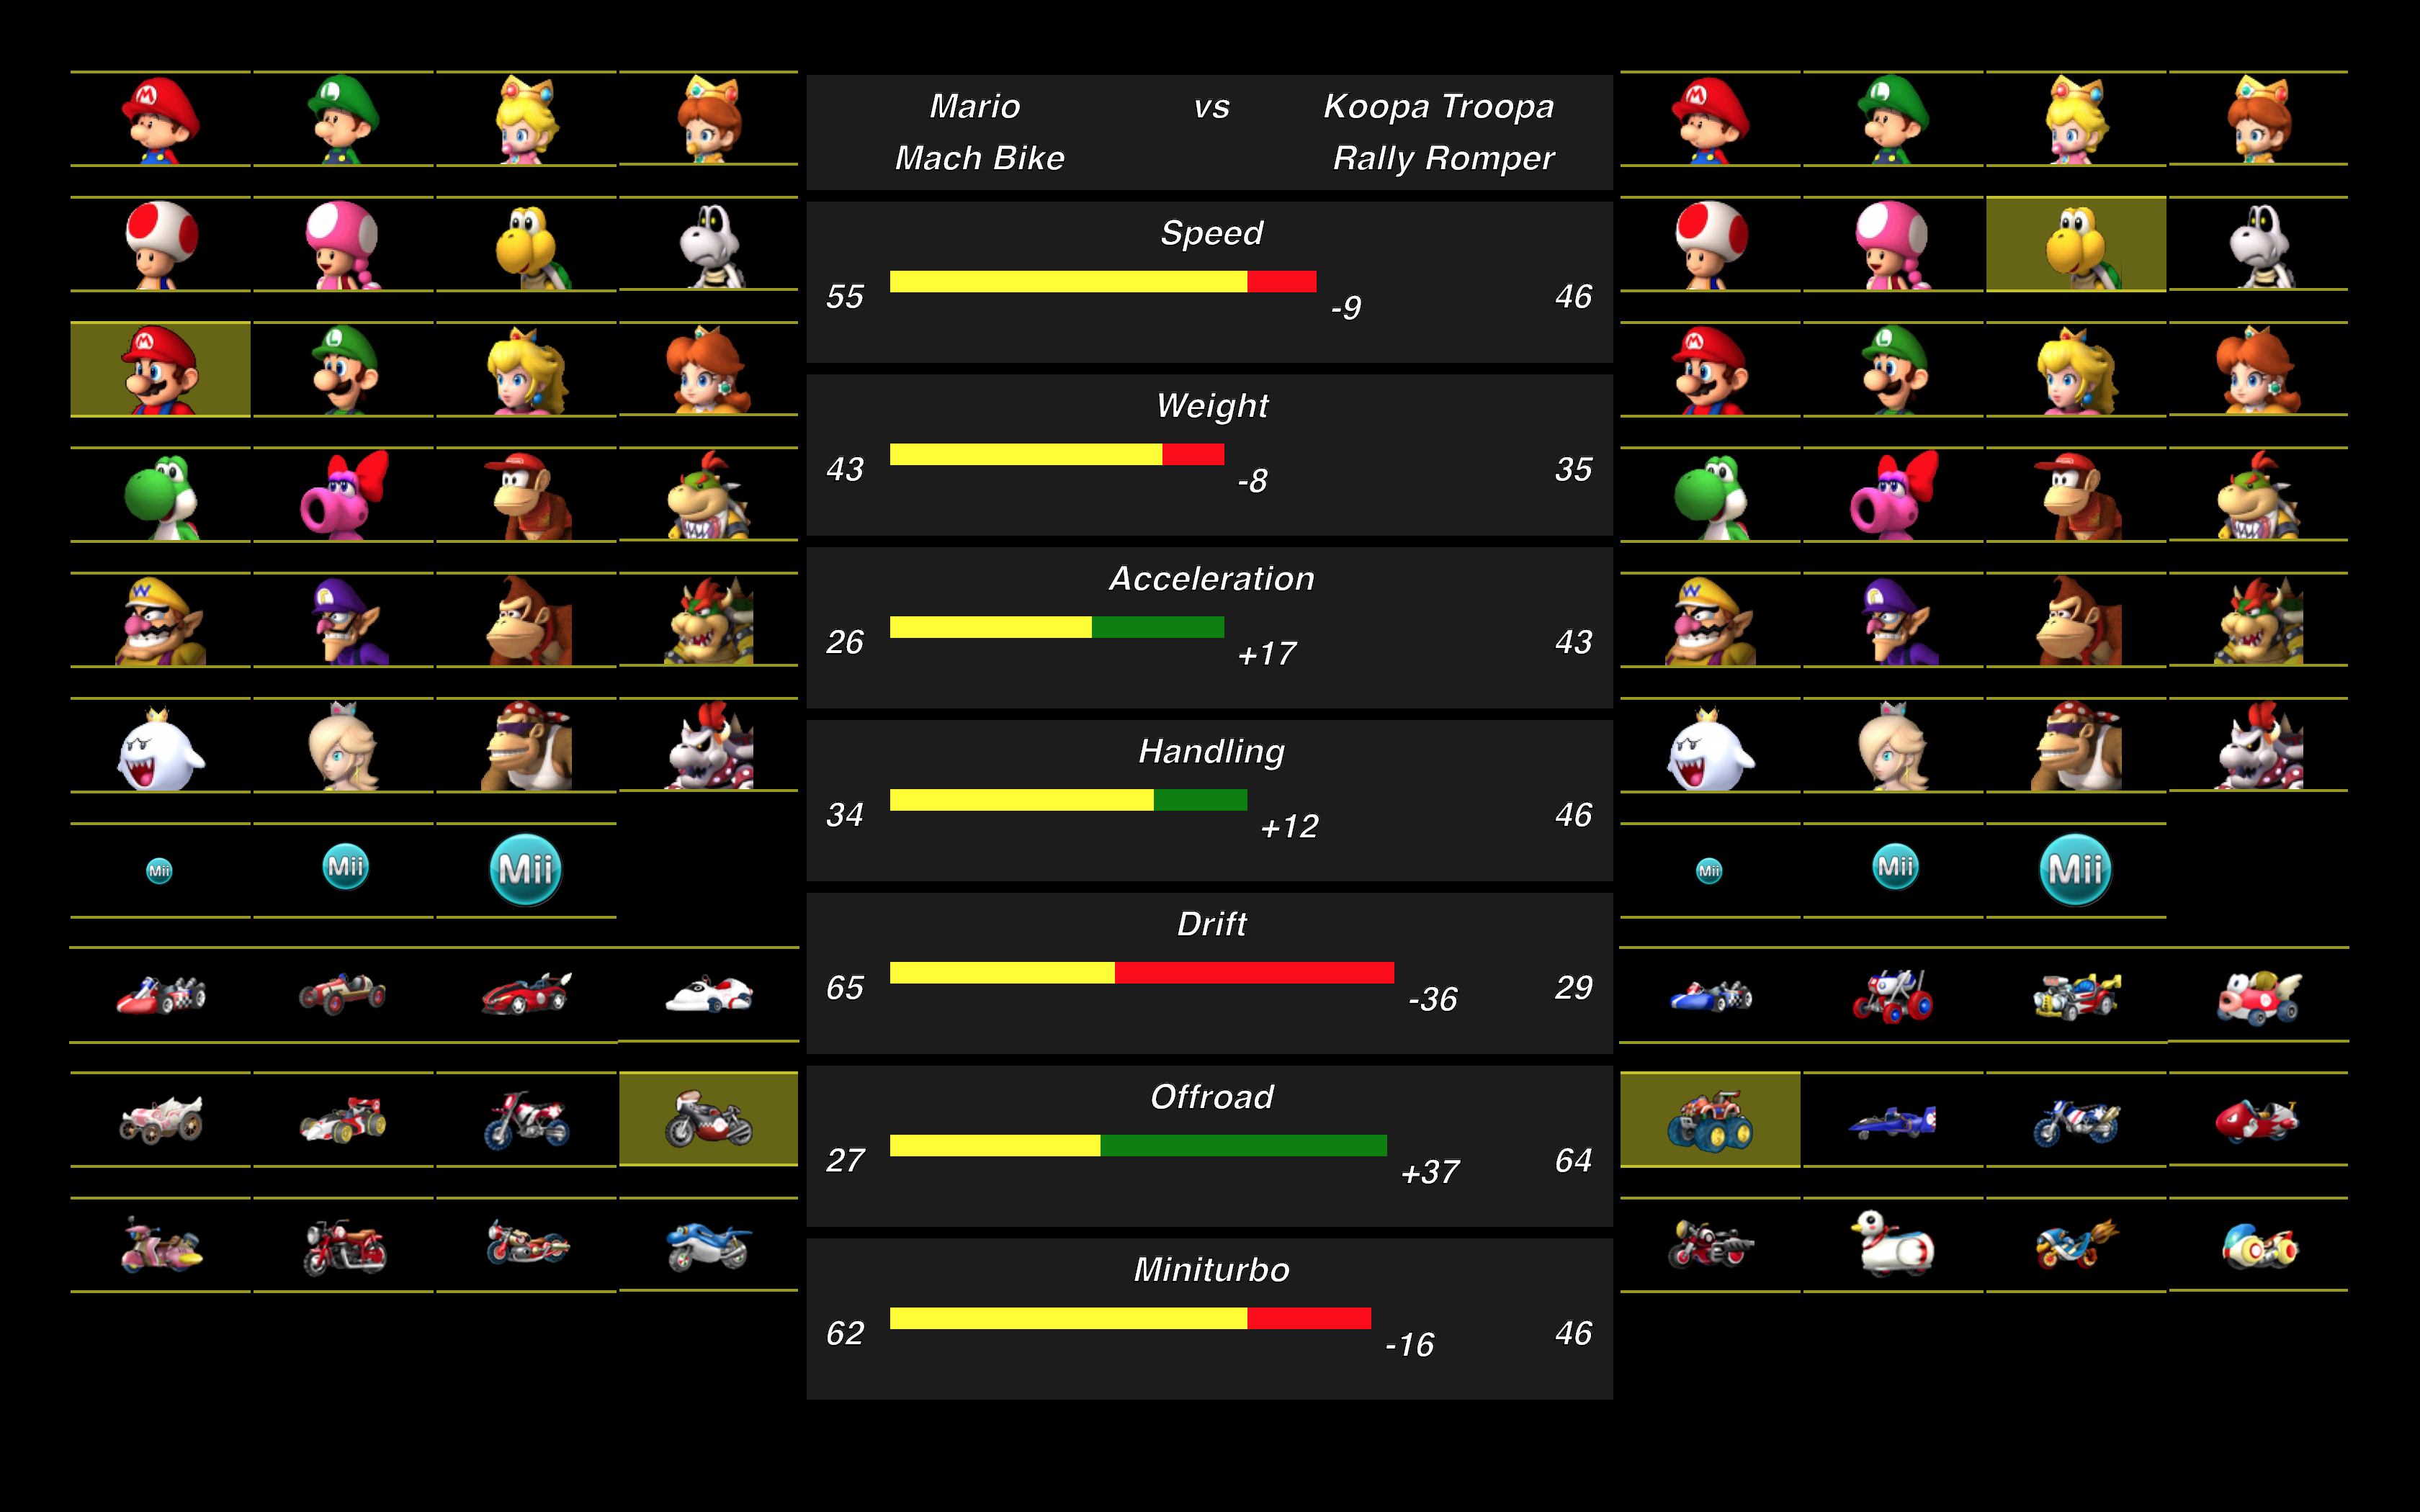 Mario vs Koopa Troopa
Mach Bike Rally Romper
Speed
55 -9 46
Weight
43 -8 35
Acceleration
26 +17 43
Handling
34 +12 46
Drift
65 -36 29
Offroad
27 +37 64
Miniturbo
62 -16 46
Mii Mii Mii
Mii Mii Mii